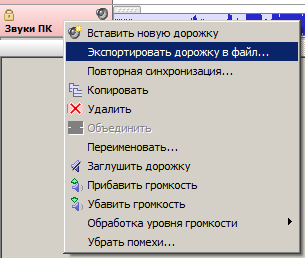 Звуки ПК
Вставить новую дорожку
Экспортировать дорожку в файл...
Повторная синхронизация...
Копировать
Удалить
Объединить
Переименовать...
Заглушить дорожку
Прибавить громкость
Убавить громкость
Обработка уровня громкости
Убрать помехи...